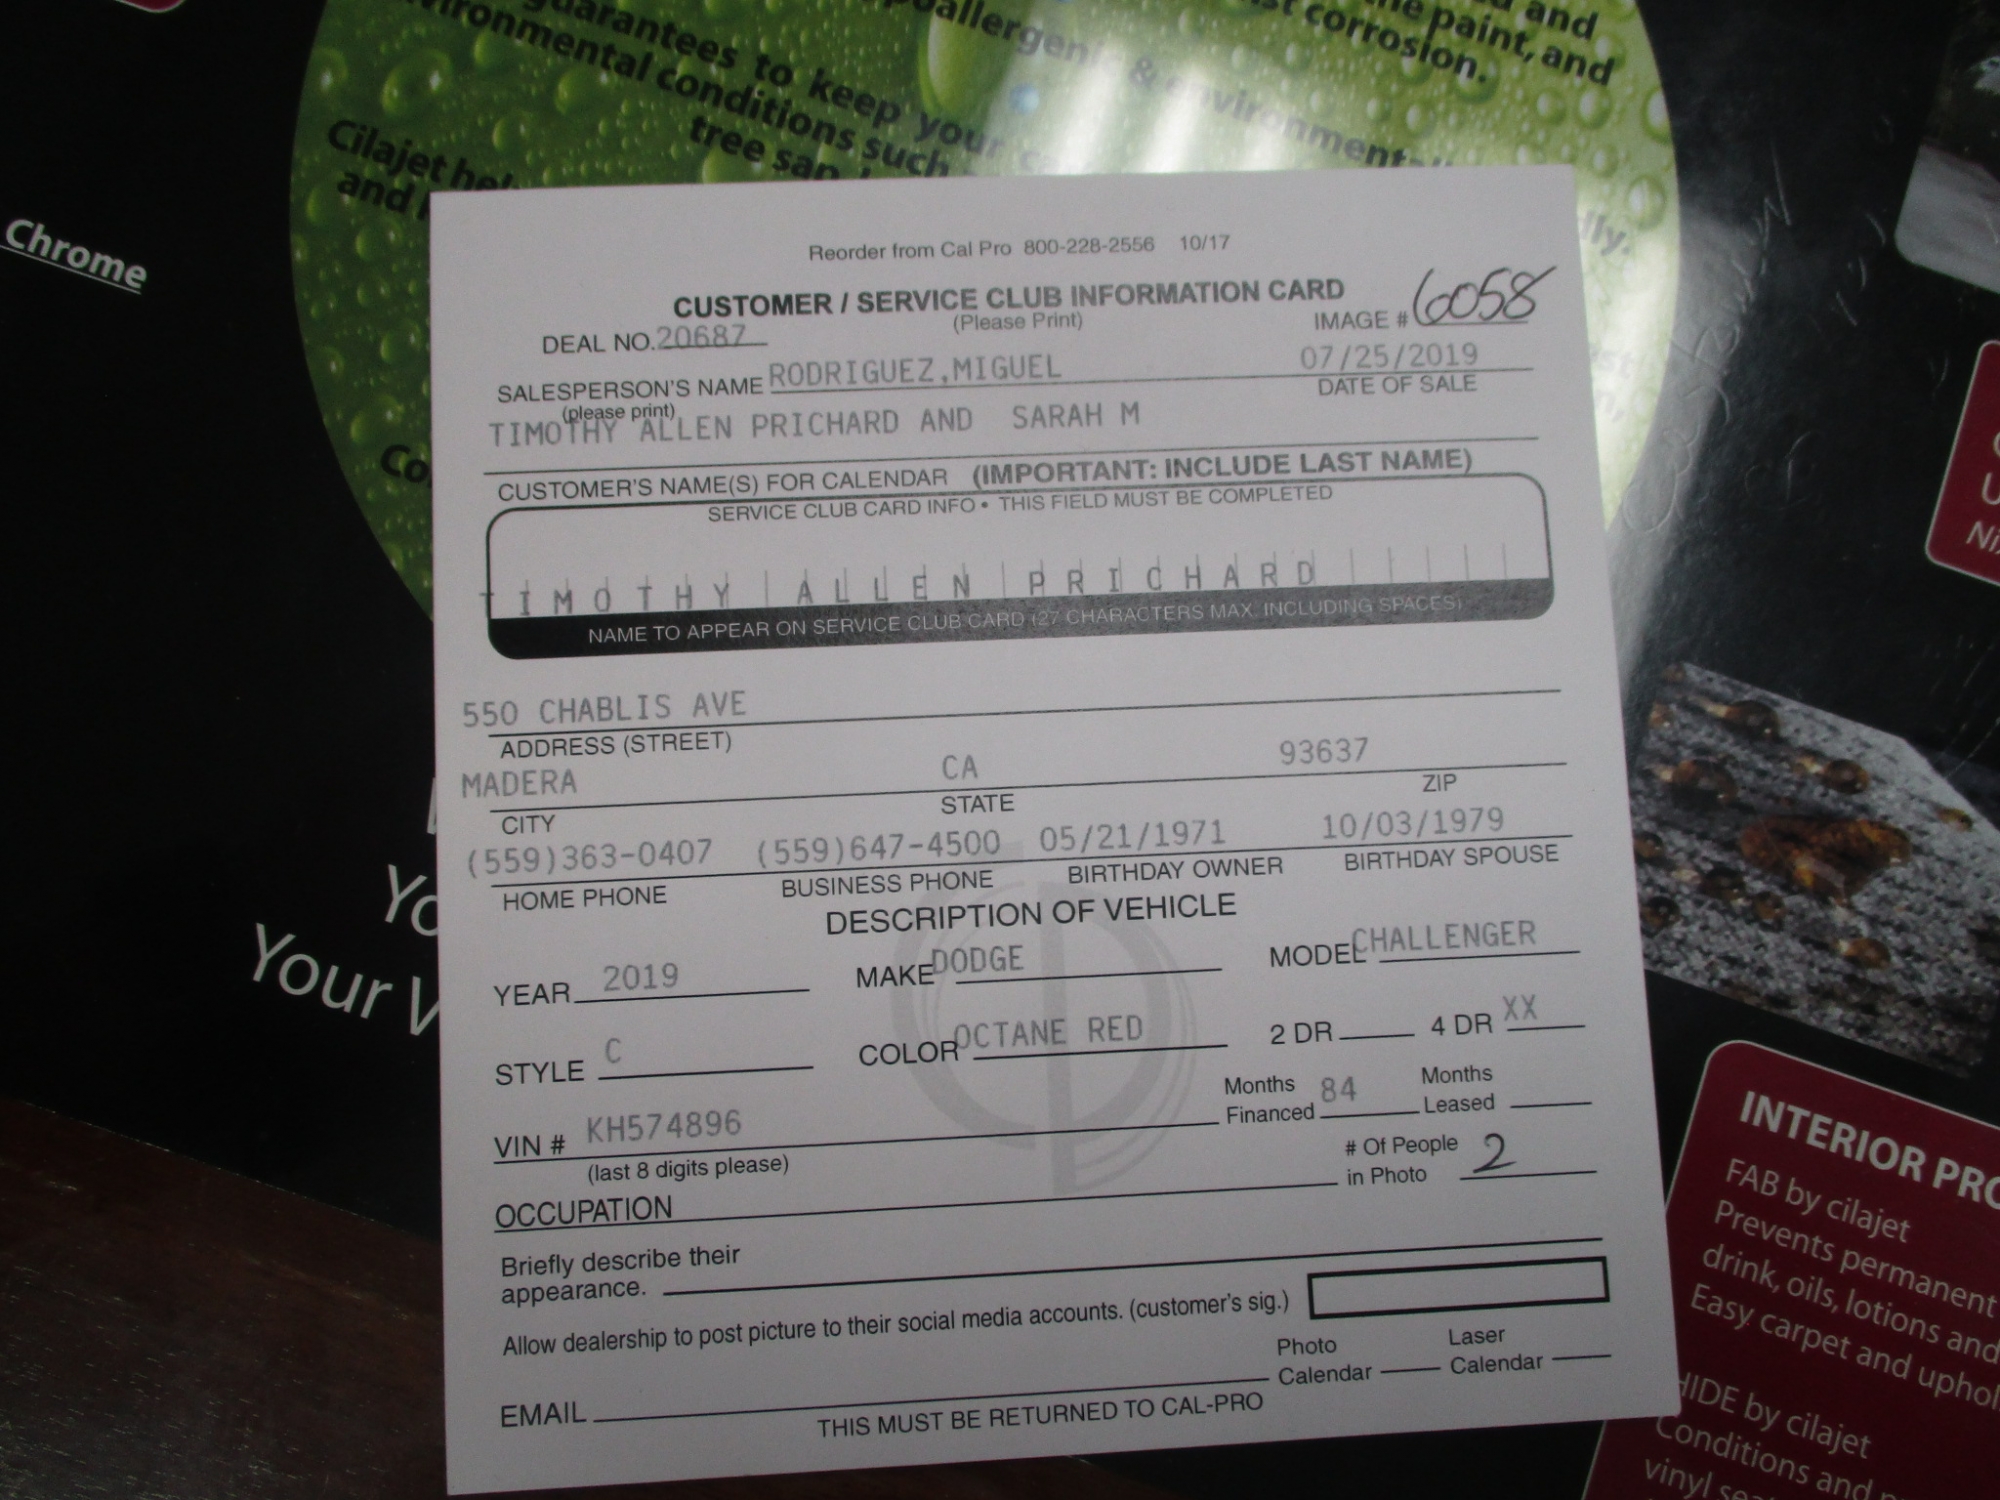 guarantees to keep your
environmental conditions such
tree sap
allergenic & environmentally
corrosion.
the paint, and
and
Cilajet
and
Chrome
Reorder from Cal Pro 800-228-2556 10/17
CUSTOMER / SERVICE CLUB INFORMATION CARD
(Please Print)
IMAGE # 6058
DEAL NO. 20687
SALESPERSON'S NAME RODRIGUEZ,MIGUEL
(please print)
07/25/2019
DATE OF SALE
TIMOTHY ALLEN PRICHARD AND SARAH M
CUSTOMER'S NAME(S) FOR CALENDAR (IMPORTANT: INCLUDE LAST NAME)
SERVICE CLUB CARD INFO • THIS FIELD MUST BE COMPLETED
TIMOTHY ALLEN PRICHARD
NAME TO APPEAR ON SERVICE CLUB CARD (27 CHARACTERS MAX. INCLUDING SPACES)
550 CHABLIS AVE
ADDRESS (STREET)
MADERA CA 93637
CITY STATE ZIP
(559)363-0407 (559)647-4500 05/21/1971 10/03/1979
HOME PHONE BUSINESS PHONE BIRTHDAY OWNER BIRTHDAY SPOUSE
DESCRIPTION OF VEHICLE
YEAR 2019 MAKE DODGE MODEL CHALLENGER
STYLE C COLOR OCTANE RED 2 DR 4 DR XX
Months Financed 84 Months Leased
VIN # KH574896
(last 8 digits please)
# Of People in Photo 2
OCCUPATION
Briefly describe their
appearance.
Allow dealership to post picture to their social media accounts. (customer's sig.)
Photo Calendar Laser Calendar
EMAIL
THIS MUST BE RETURNED TO CAL-PRO
Your
INTERIOR
FAB by cilajet
Prevents permanent
drink, oils, lotions and
Easy carpet and
HIDE by cilajet
Conditions and
vinyl